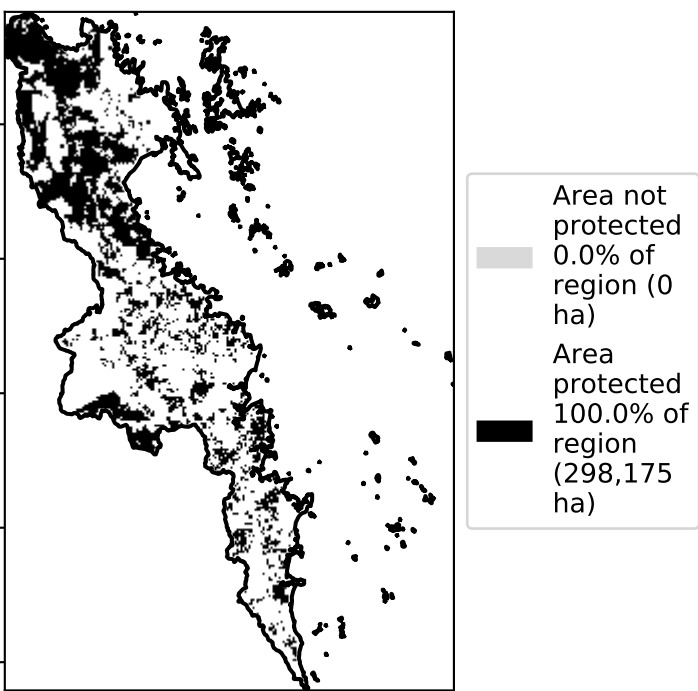 Area not
protected
0.0% of
region (0
ha)
Area
protected
100.0% of
region
(298,175
ha)